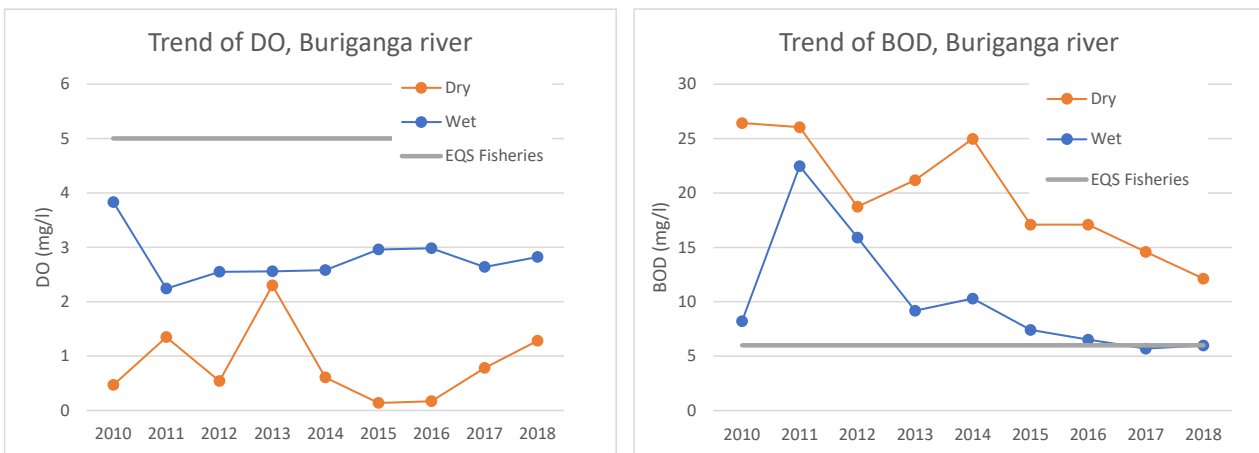 Trend of DO, Buriganga river
6
5
4
3
2
1
0
DO (mg/l)
Dry
Wet
EQS Fisheries
2010 2011 2012 2013 2014 2015 2016 2017 2018
Trend of BOD, Buriganga river
30
25
20
15
10
5
0
BOD (mg/l)
Dry
Wet
EQS Fisheries
2010 2011 2012 2013 2014 2015 2016 2017 2018